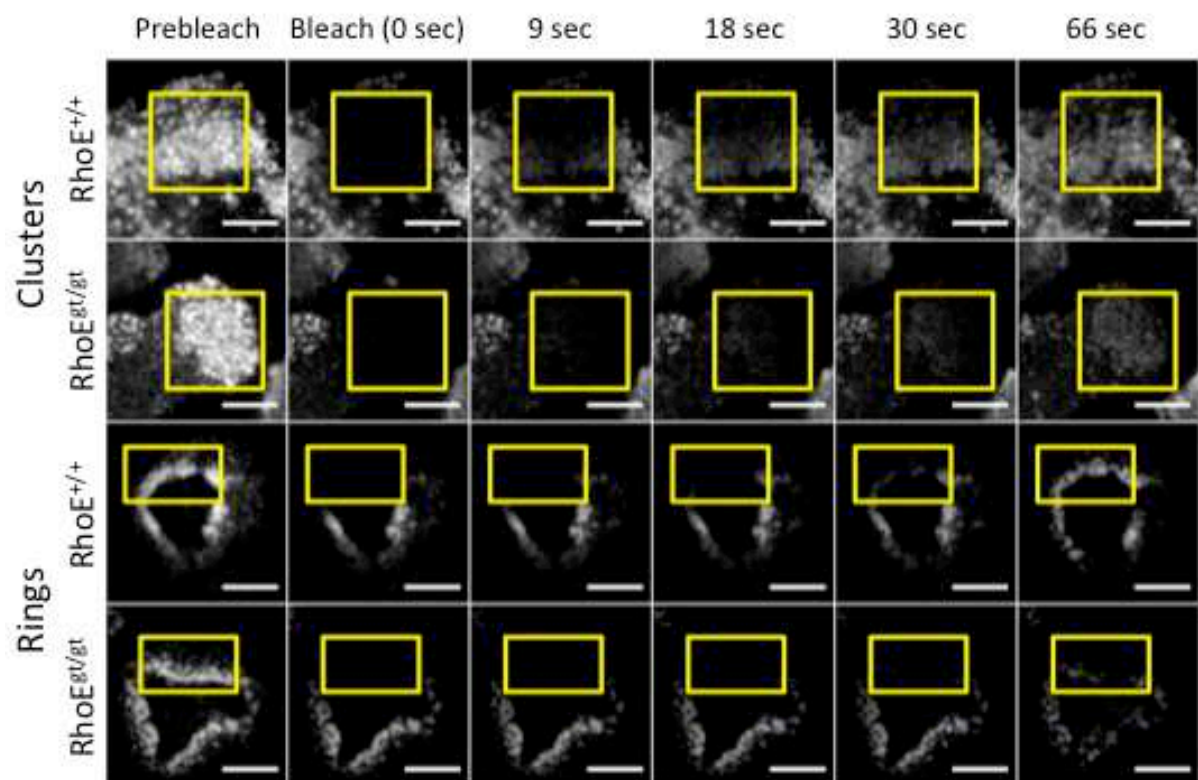 Prebleach Bleach (0 sec) 9 sec 18 sec 30 sec 66 sec
Clusters
RhoE+/+
RhoEgt/gt
Rings
RhoE+/+
RhoEgt/gt